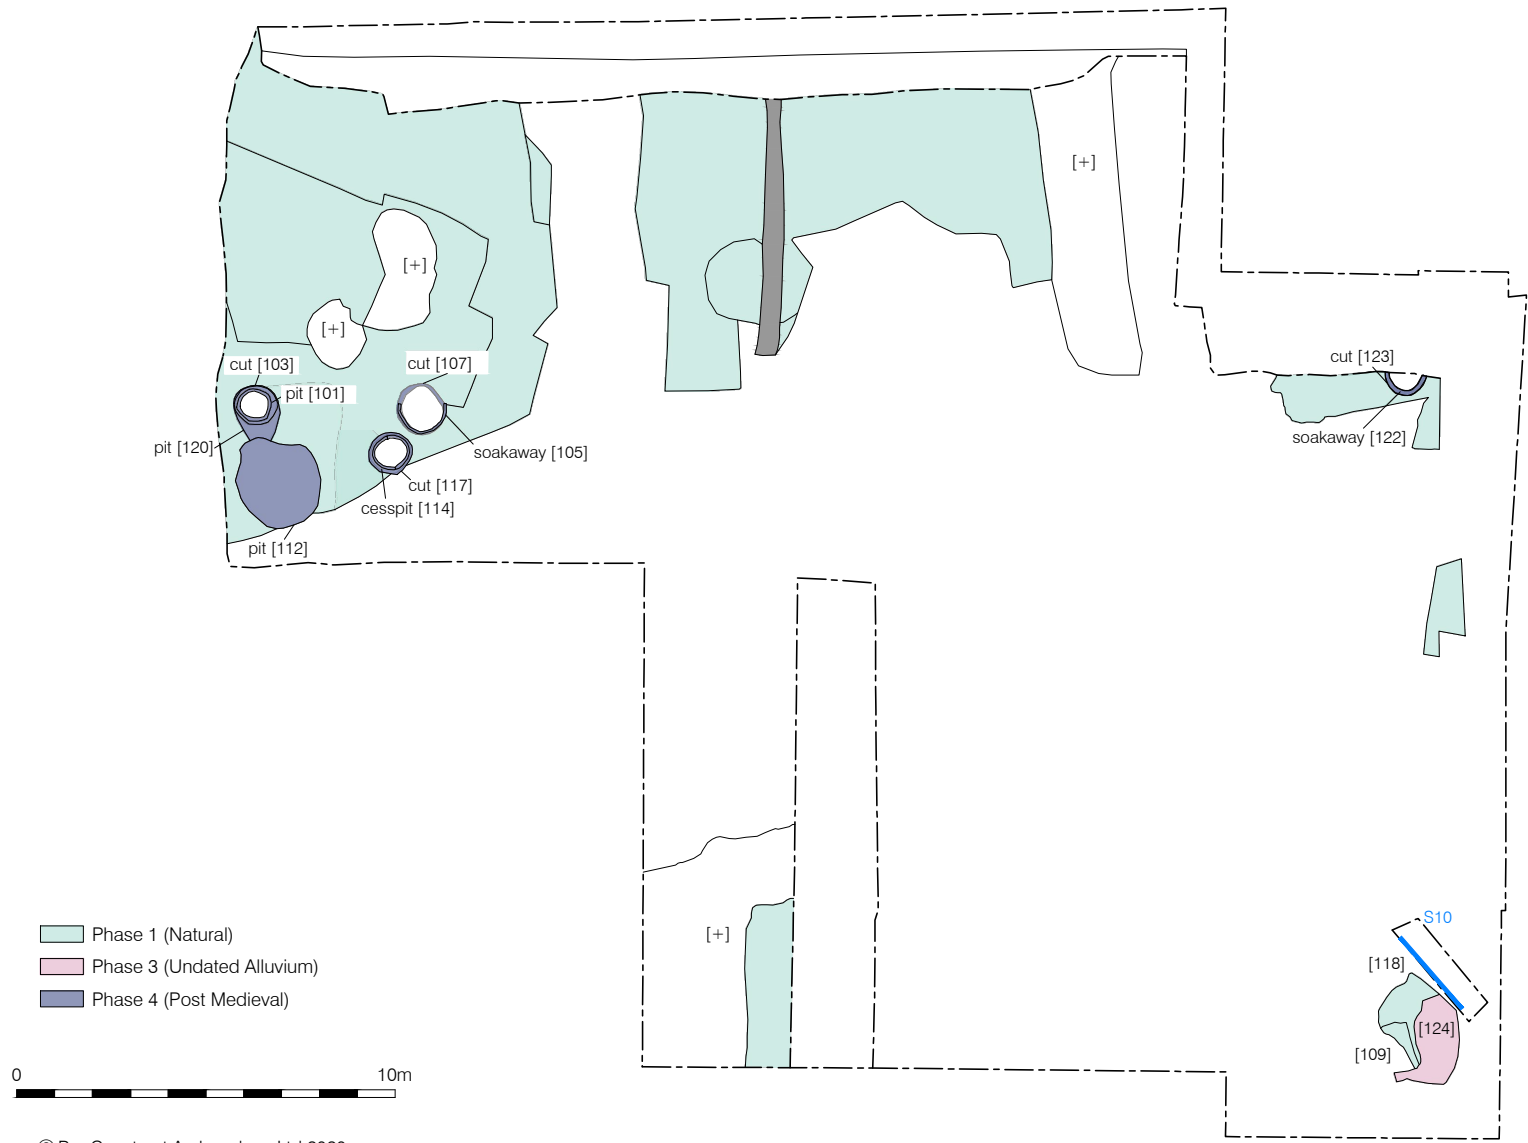 [+]
[+]
[+]
cut [103]
cut [107]
cut [123]
pit [101]
pit [120]
soakaway [105]
soakaway [122]
cut [117]
cesspit [114]
pit [112]
S10
Phase 1 (Natural)
[+]
[118]
Phase 3 (Undated Alluvium)
Phase 4 (Post Medieval)
[124]
[109]
0 10m